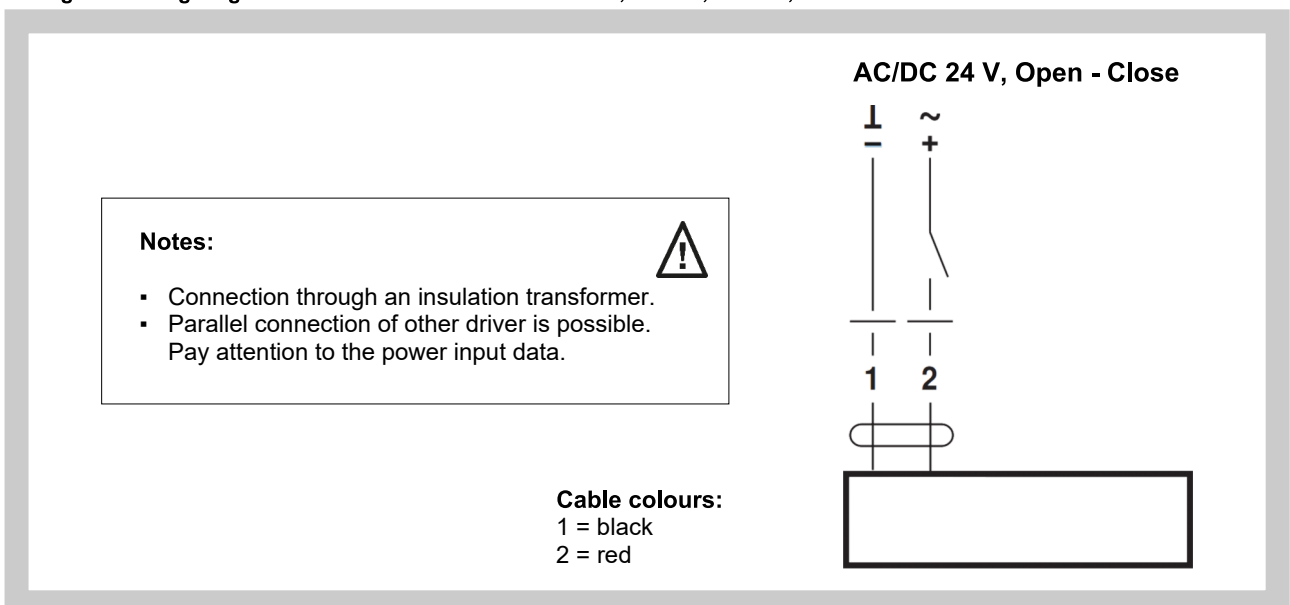 AC/DC 24 V, Open - Close
⊥ ~
− +
Notes:
▪ Connection through an insulation transformer.
▪ Parallel connection of other driver is possible.
Pay attention to the power input data.
1 2
Cable colours:
1 = black
2 = red